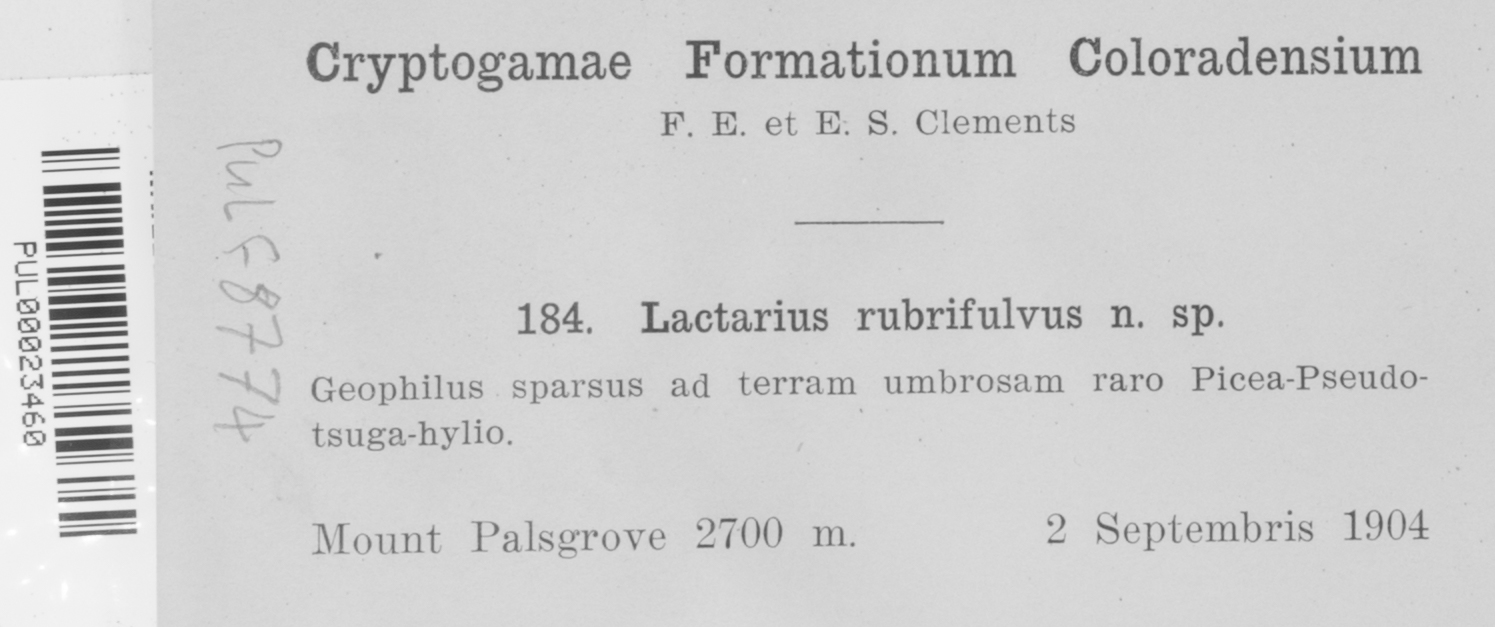 Cryptogamae Formationum Coloradensium
F. E. et E. S. Clements
184. Lactarius rubrifulvus n. sp.
Geophilus sparsus ad terram umbrosam raro Picea-Pseudo-
tsuga-hylio.
Mount Palsgrove 2700 m. 2 Septembris 1904
PUL F8774
PUL00023460